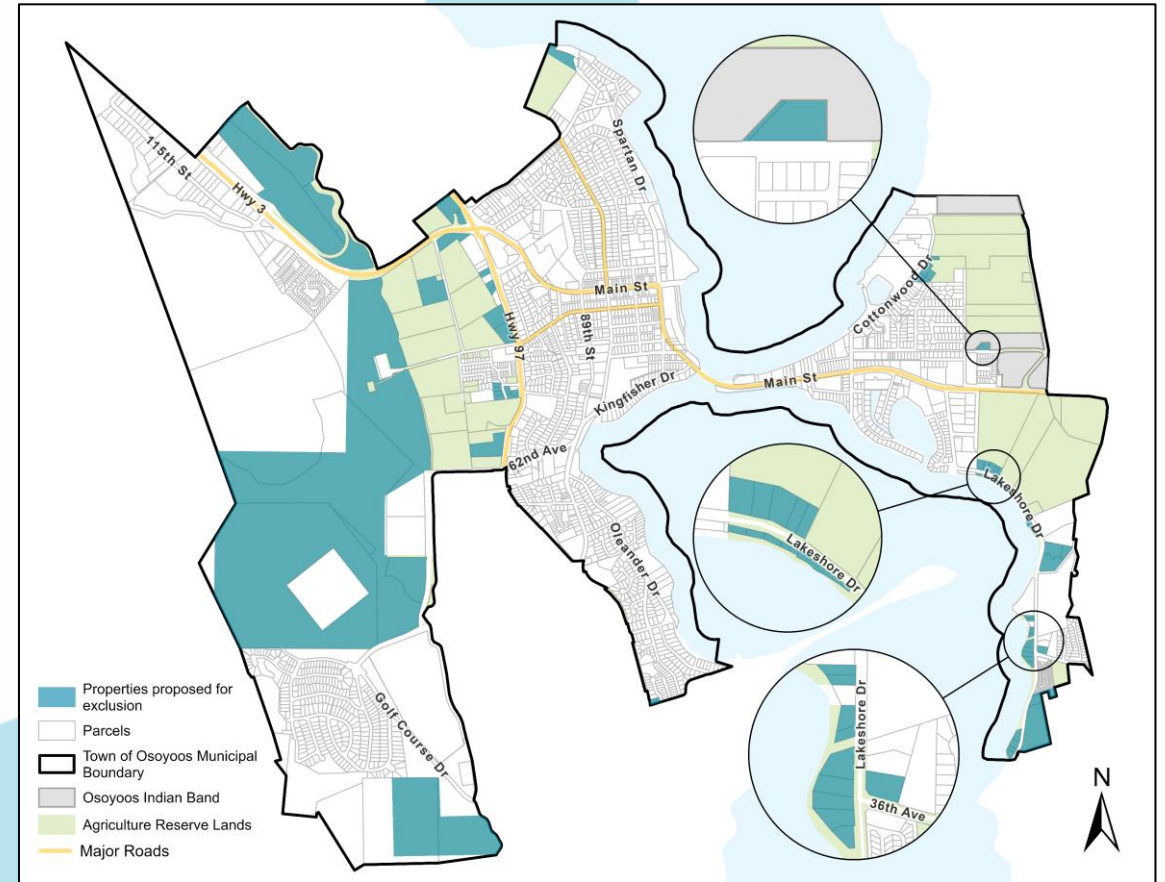 115th St
Hwy 3
Spartan Dr
Main St
Hwy 97
89th St
Kingfisher Dr
62nd Ave
Oleander Dr
Cottonwood Dr
Main St
Lakeshore Dr
Lakeshore Dr
Lakeshore Dr
36th Ave
Golf Course Dr
Properties proposed for
exclusion
Parcels
Town of Osoyoos Municipal
Boundary
Osoyoos Indian Band
Agriculture Reserve Lands
Major Roads
N